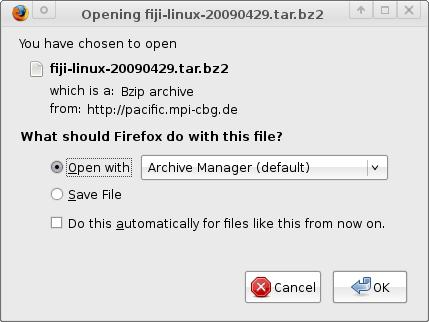 Opening fiji-linux-20090429.tar.bz2
You have chosen to open
fiji-linux-20090429.tar.bz2
which is a: Bzip archive
from: http://pacific.mpi-cbg.de
What should Firefox do with this file?
Open with Archive Manager (default)
Save File
Do this automatically for files like this from now on.
Cancel OK